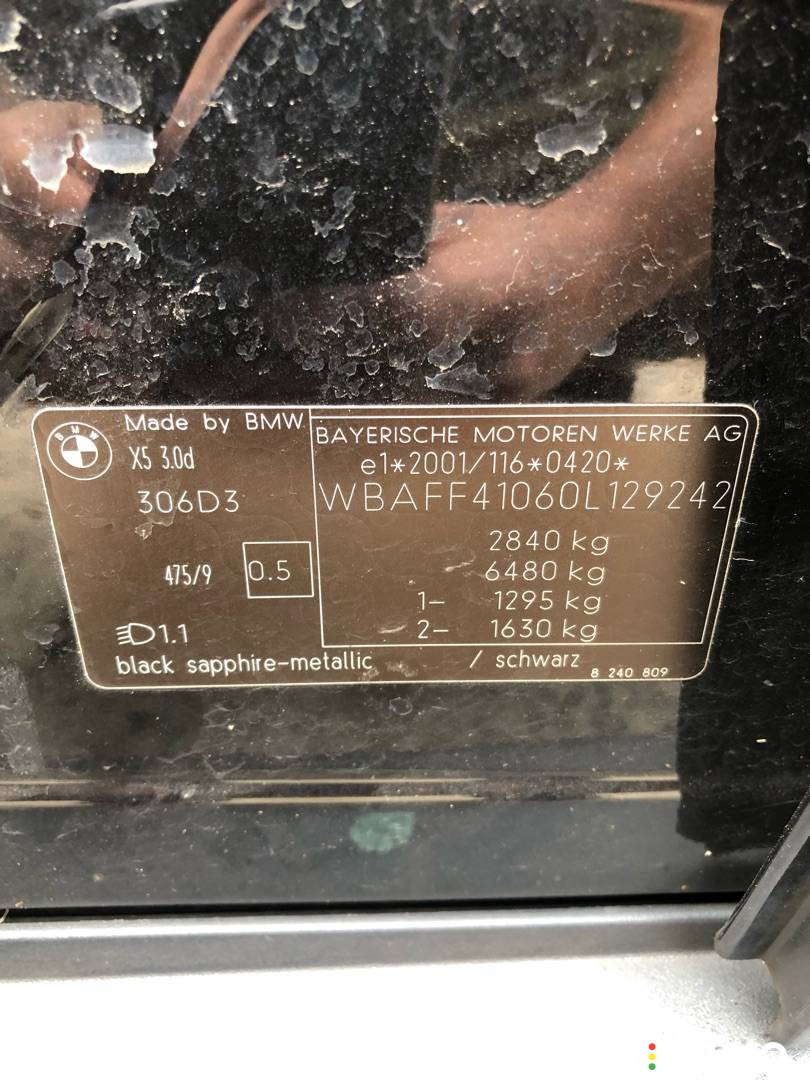 BMW
Made by BMW
X5 3.0d
306D3
475/9
0.5
1.1
BAYERISCHE MOTOREN WERKE AG
e1*2001/116*0420*
WBAFF41060L129242
2840 kg
6480 kg
1- 1295 kg
2- 1630 kg
black sapphire-metallic / schwarz
8 240 809